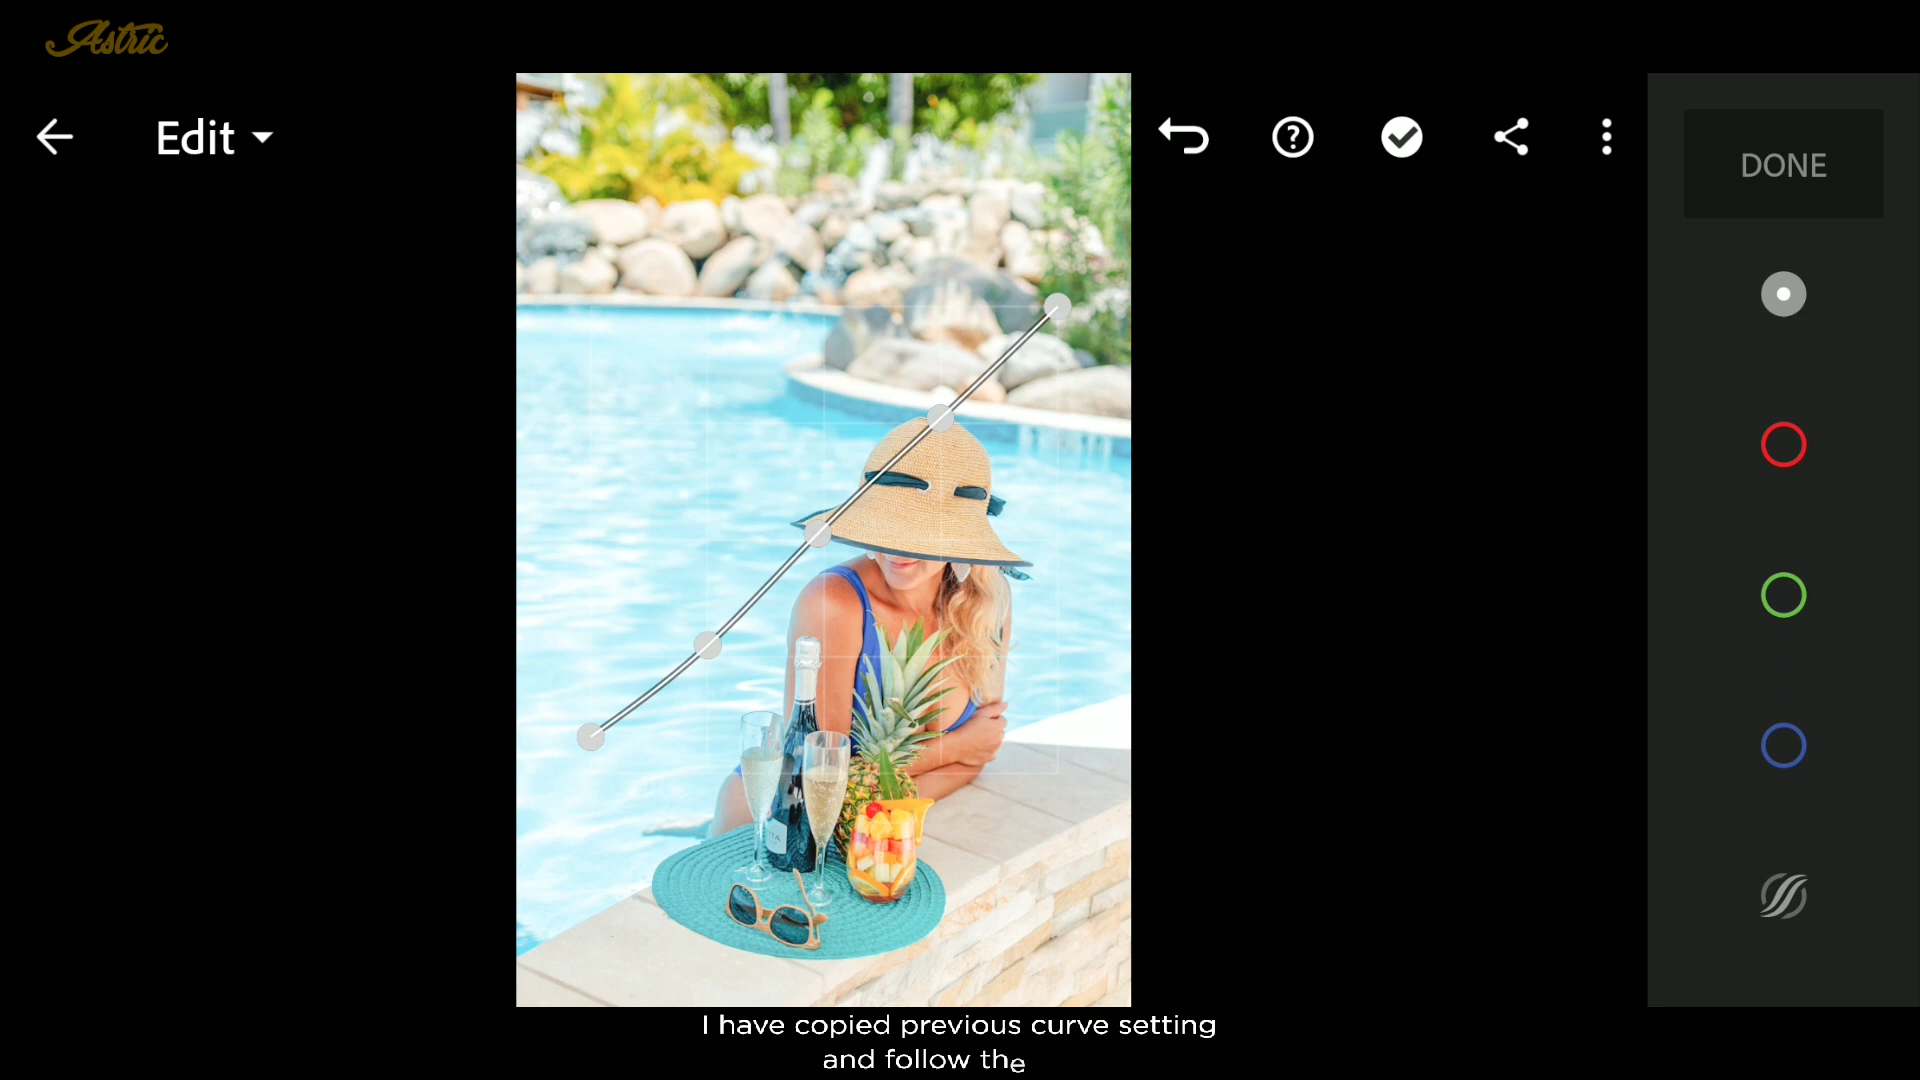 Astric
Edit
DONE
I have copied previous curve setting
and follow the